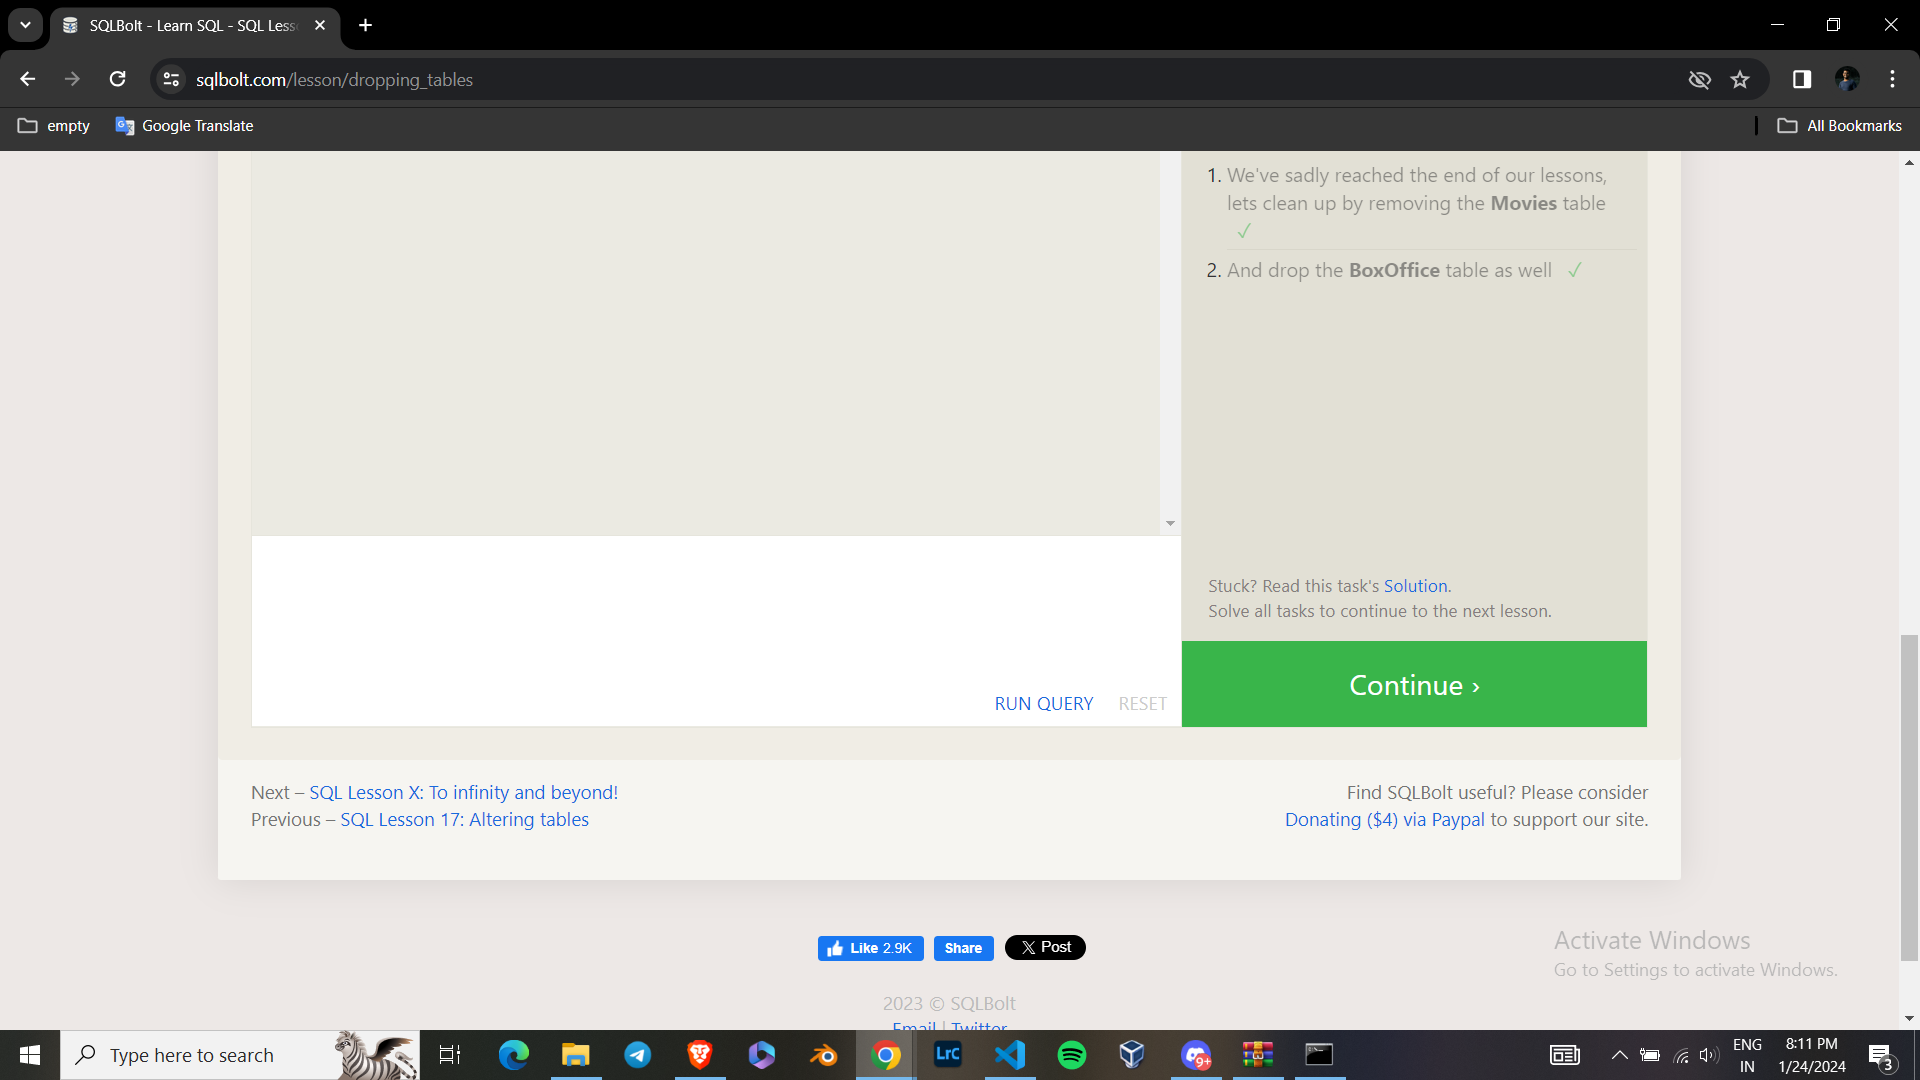 SQLBolt - Learn SQL - SQL Less
sqlbolt.com/lesson/dropping_tables
empty
Google Translate
All Bookmarks
1. We've sadly reached the end of our lessons,
lets clean up by removing the Movies table
✓
2. And drop the BoxOffice table as well ✓
Stuck? Read this task's Solution.
Solve all tasks to continue to the next lesson.
RUN QUERY
RESET
Continue ›
Next – SQL Lesson X: To infinity and beyond!
Previous – SQL Lesson 17: Altering tables
Find SQLBolt useful? Please consider
Donating ($4) via Paypal to support our site.
Like 2.9K
Share
X Post
Activate Windows
Go to Settings to activate Windows.
2023 © SQLBolt
Email | Twitter
Type here to search
Lrc
9+
ENG
IN
8:11 PM
1/24/2024
3